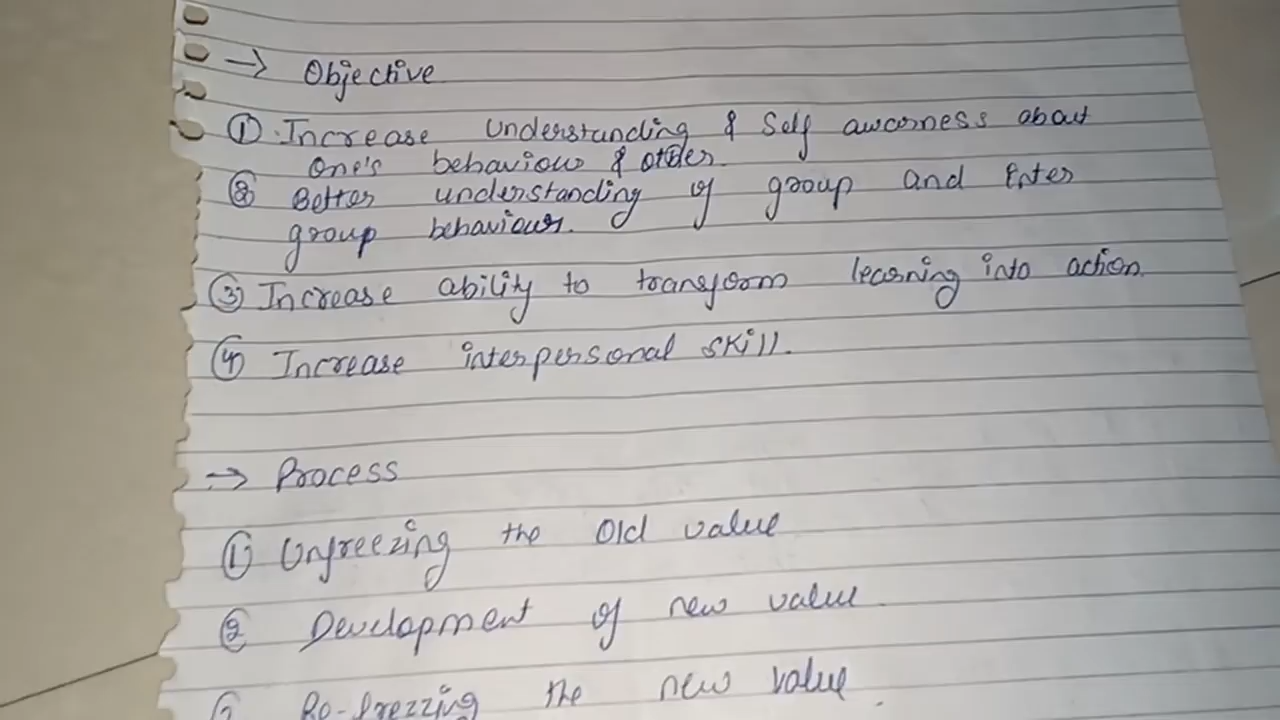 → Objective
① Increase Understanding & Self awarness about
One's behaviour & other.
② Better understanding of group and Enter
group behaviour.
③ Increase ability to transform learning into action.
④ Increase interpersonal skill.
→ Process
① Unfreezing the Old value
② Development of new value.
③ Re-frezzing the new value.